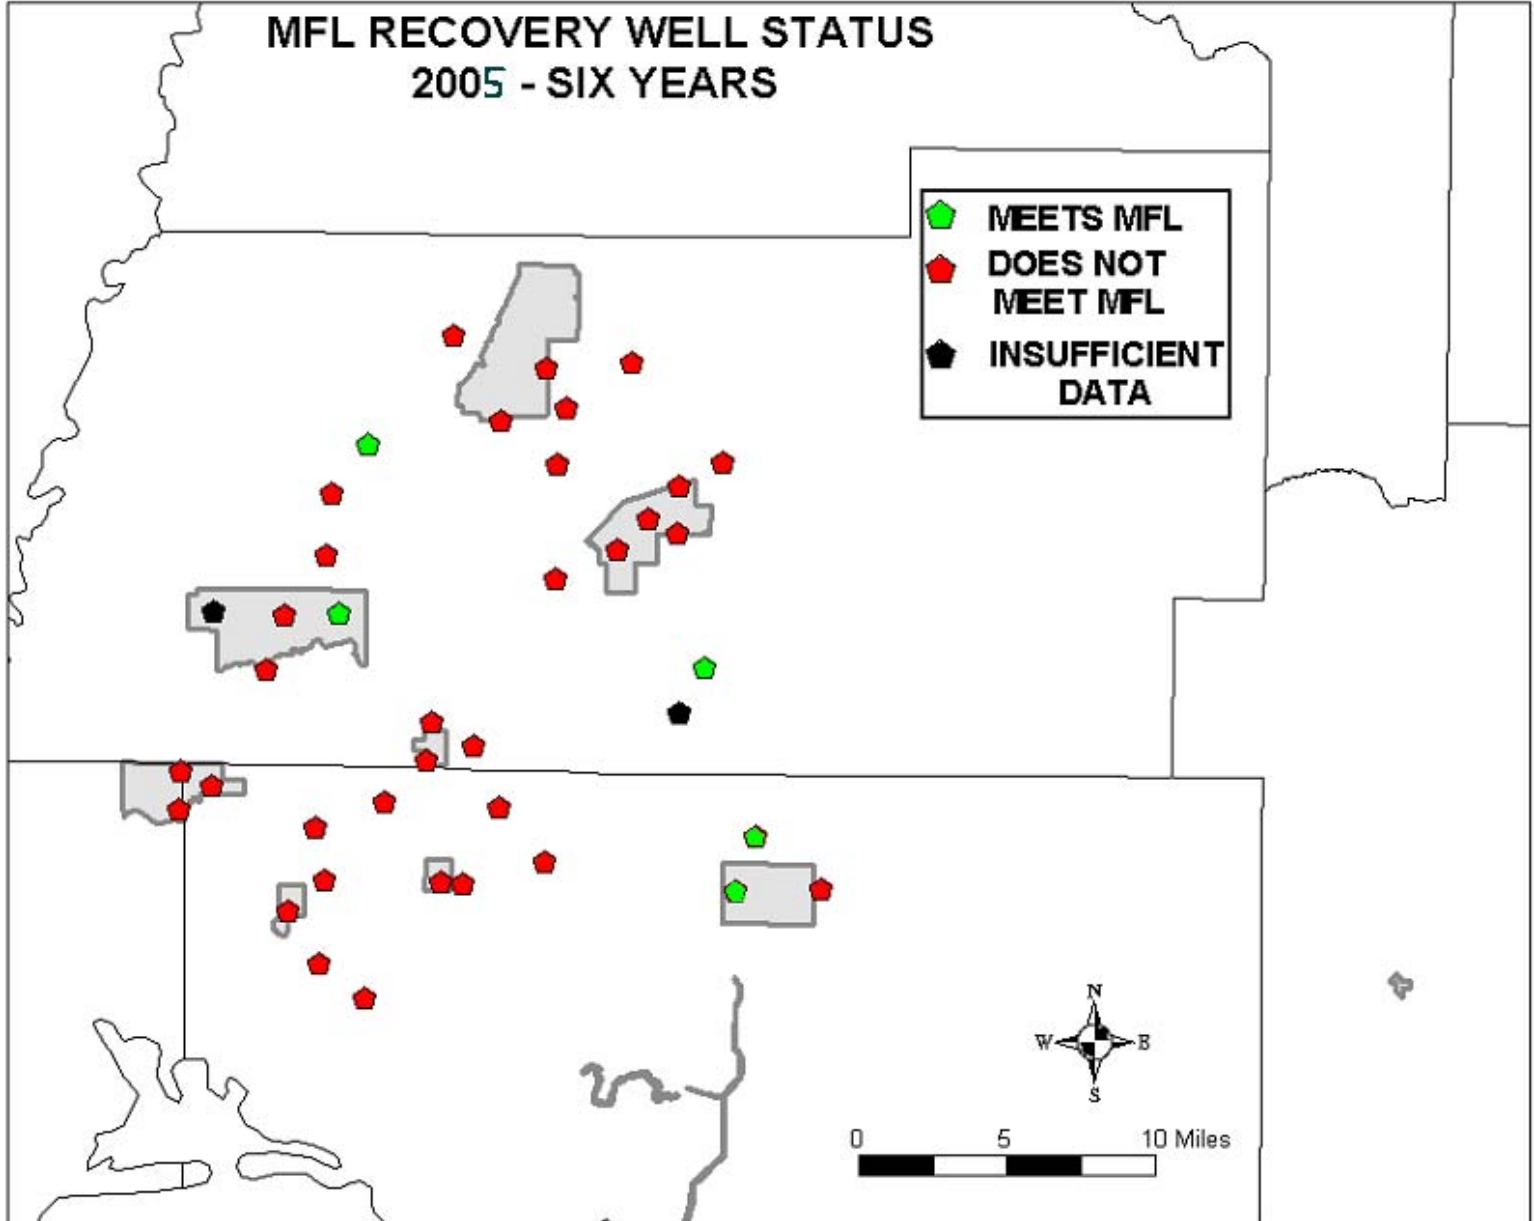 MFL RECOVERY WELL STATUS
2005 - SIX YEARS
MEETS MFL
DOES NOT
MEET MFL
INSUFFICIENT
DATA
N
W E
S
0 5 10 Miles